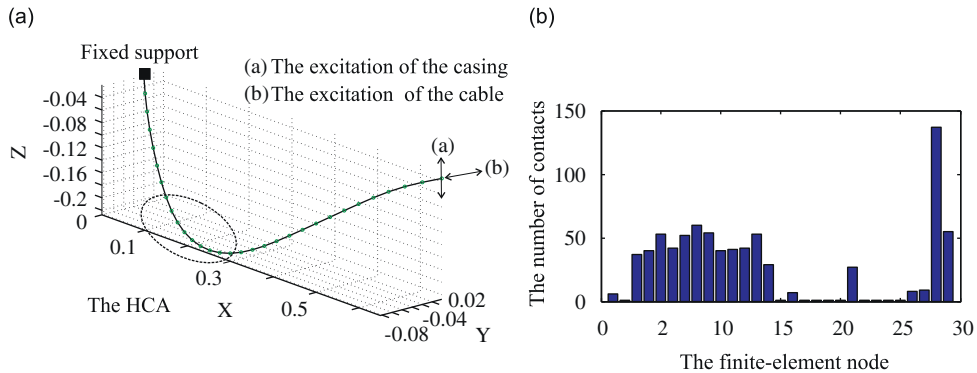 (a)
Fixed support
(a) The excitation of the casing
(b) The excitation of the cable
-0.04
-0.08
-0.12
-0.16
-0.2
0
Z
0.1
0.3
0.5
X
The HCA
(a)
(b)
0.02
-0.04
-0.08
Y
(b)
150
100
50
0
The number of contacts
0
2
10
15
20
25
30
The finite-element node